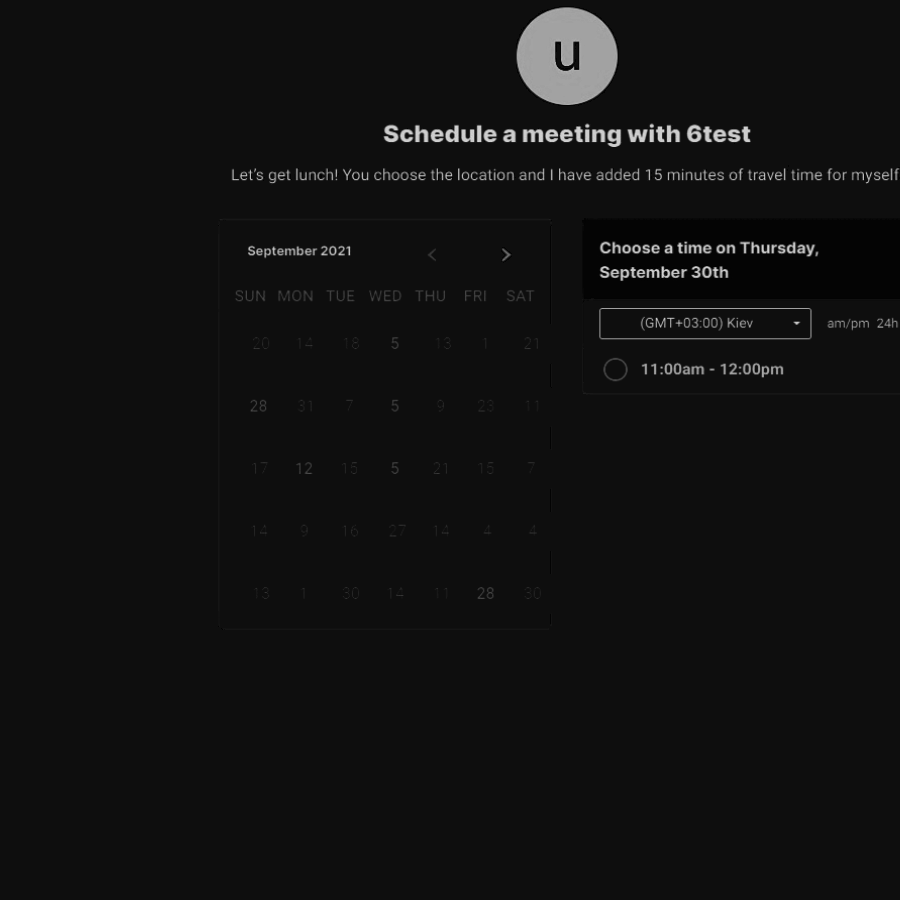 u
Schedule a meeting with 6test
Let's get lunch! You choose the location and I have added 15 minutes of travel time for myself
September 2021
SUN MON TUE WED THU FRI SAT
20 14 18 5 13 1 21
28 31 7 5 9 23 11
17 12 15 5 21 15 7
14 9 16 27 14 4 4
13 1 30 14 11 28 30
Choose a time on Thursday,
September 30th
(GMT+03:00) Kiev am/pm 24h
11:00am - 12:00pm